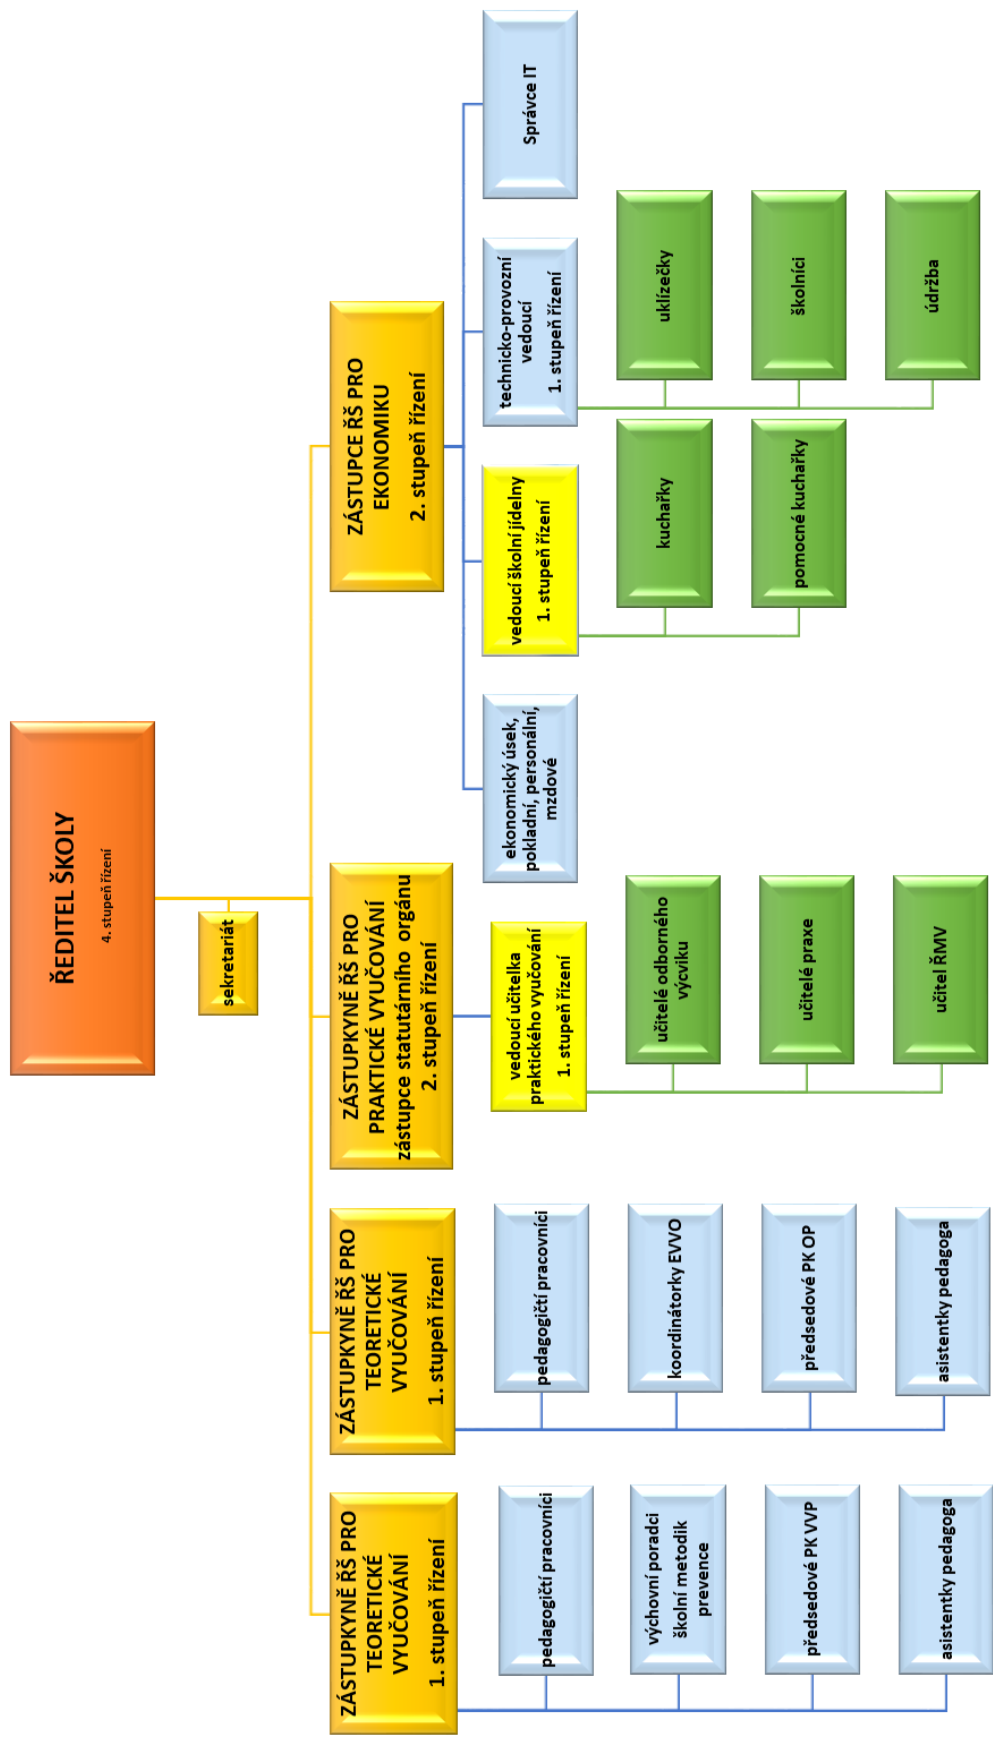 ŘEDITEL ŠKOLY
4. stupeň řízení
sekretariát
ZÁSTUPKYNĚ ŘŠ PRO
TEORETICKÉ
VYUČOVÁNÍ
1. stupeň řízení
pedagogičtí pracovníci
výchovní poradci
školní metodik
prevence
předsedové PK VVP
asistentky pedagoga
ZÁSTUPKYNĚ ŘŠ PRO
TEORETICKÉ
VYUČOVÁNÍ
1. stupeň řízení
pedagogičtí pracovníci
koordinátorky EVVO
předsedové PK OP
asistentky pedagoga
ZÁSTUPKYNĚ ŘŠ PRO
PRAKTICKÉ VYUČOVÁNÍ
zástupce statutárního orgánu
2. stupeň řízení
vedoucí učitelka
praktického vyučování
1. stupeň řízení
učitelé odborného
výcviku
učitelé praxe
učitel ŘMV
ZÁSTUPCE ŘŠ PRO
EKONOMIKU
2. stupeň řízení
ekonomický úsek,
pokladní, personální,
mzdové
vedoucí školní jídelny
1. stupeň řízení
kuchařky
pomocné kuchařky
technicko-provozní
vedoucí
1. stupeň řízení
uklízečky
školníci
údržba
Správce IT